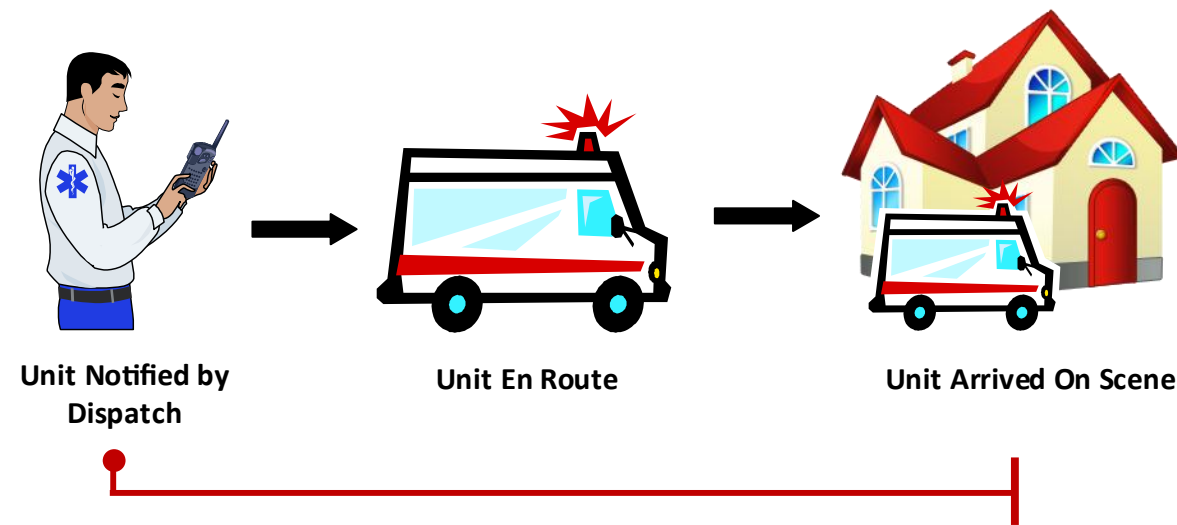 Unit Notified by
Dispatch
Unit En Route
Unit Arrived On Scene